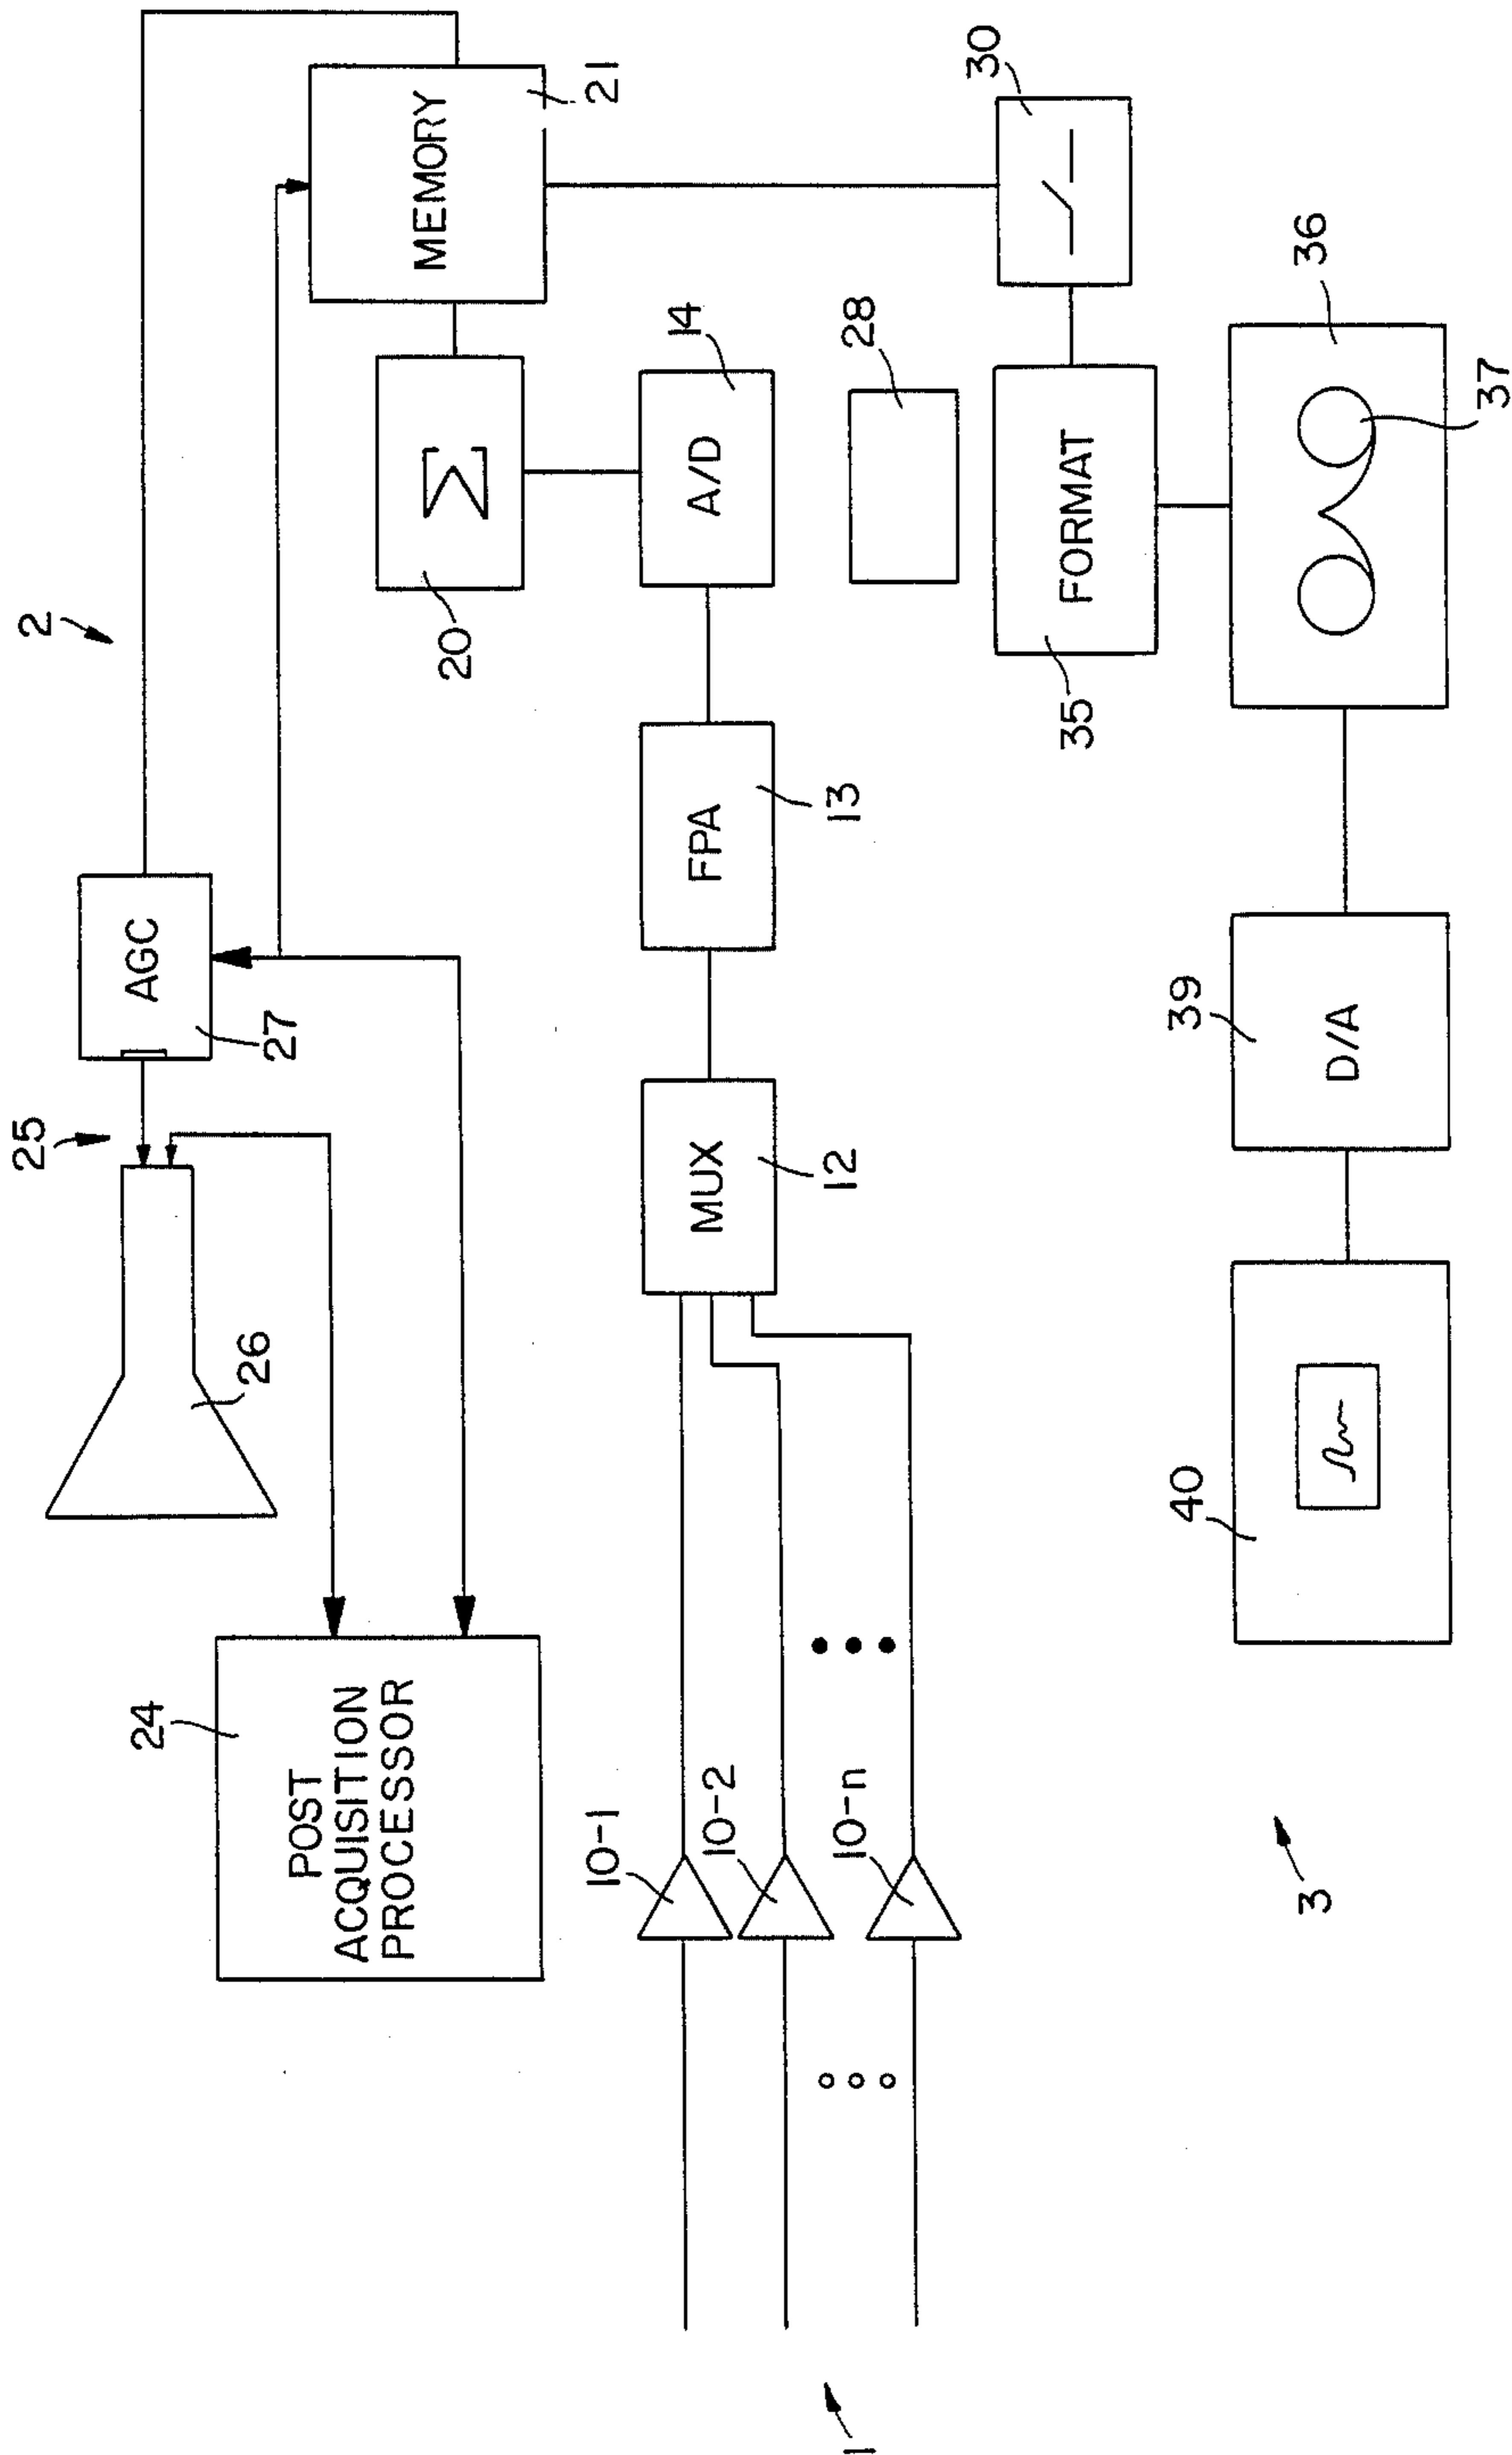 2
25
AGC
27
26
24
POST
ACQUISITION
PROCESSOR
MEMORY
21
Σ
20
10-1
10-2
10-n
MUX
12
FPA
13
A/D
14
28
1
30
FORMAT
35
36
37
D/A
39
40
3